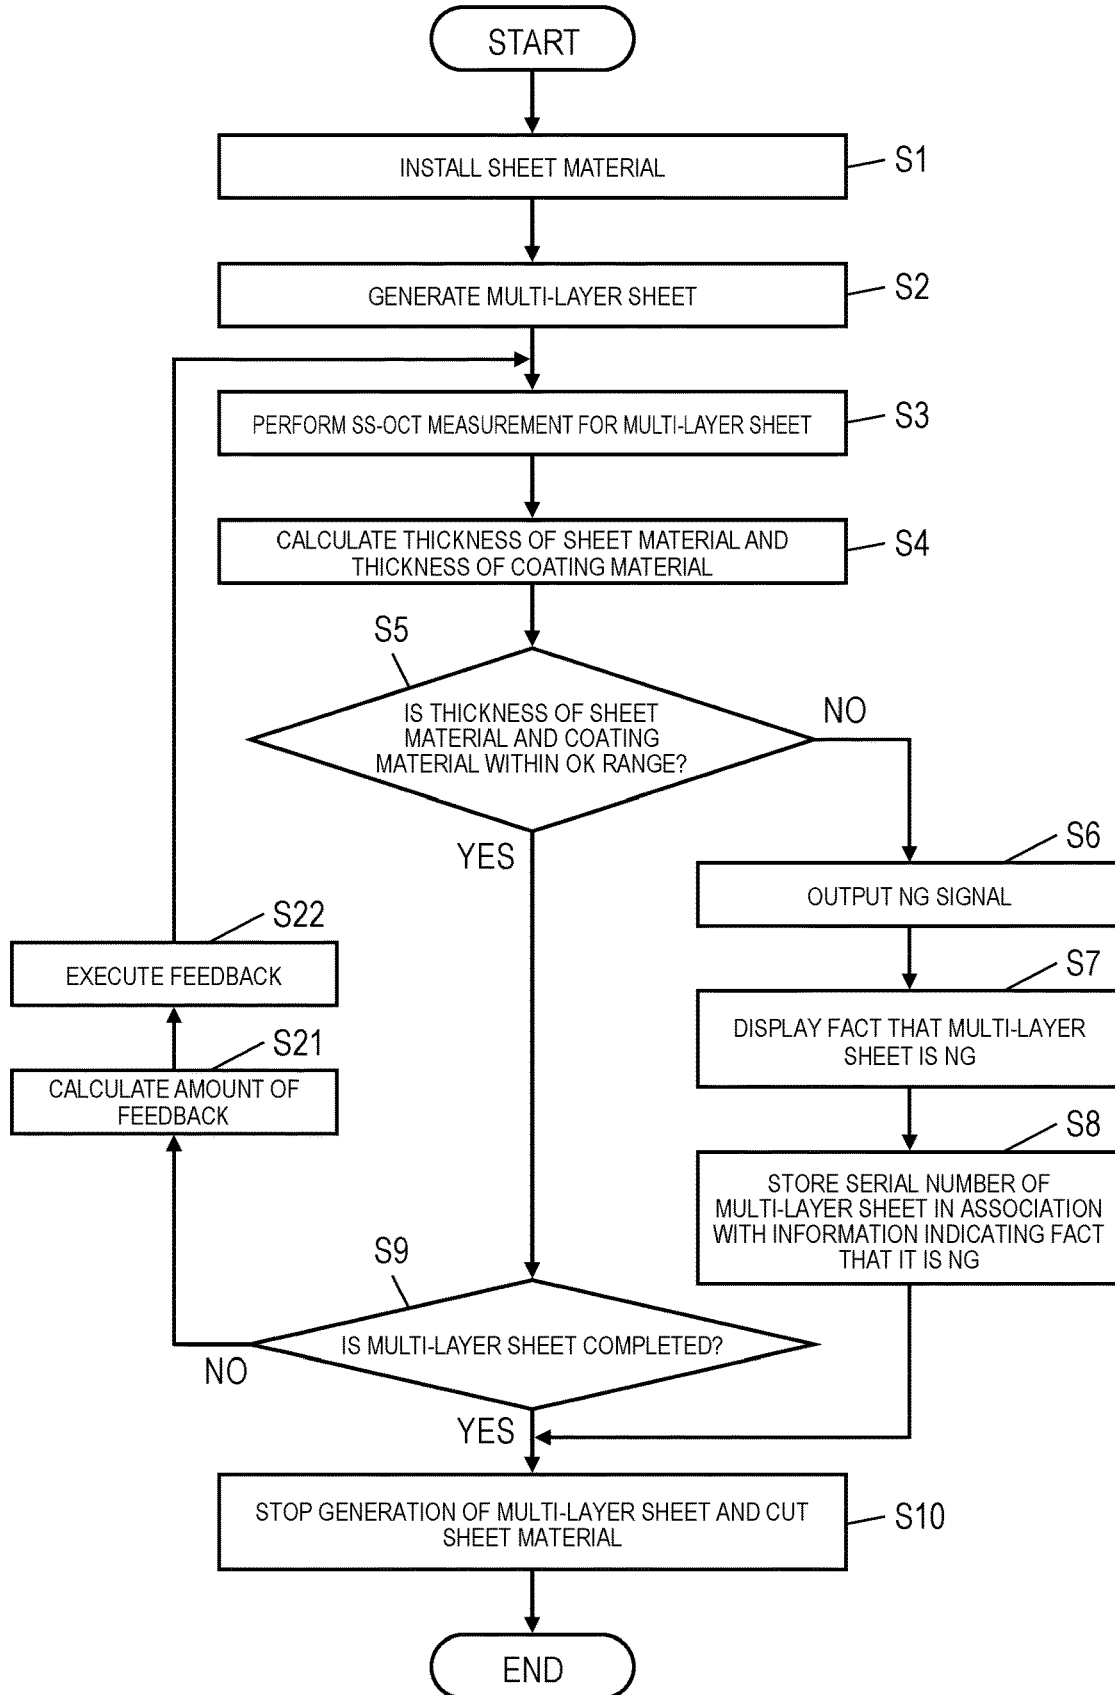 START
INSTALL SHEET MATERIAL
S1
GENERATE MULTI-LAYER SHEET
S2
PERFORM SS-OCT MEASUREMENT FOR MULTI-LAYER SHEET
S3
CALCULATE THICKNESS OF SHEET MATERIAL AND
THICKNESS OF COATING MATERIAL
S4
S5
IS THICKNESS OF SHEET
MATERIAL AND COATING
MATERIAL WITHIN OK RANGE?
NO
YES
S6
OUTPUT NG SIGNAL
S7
DISPLAY FACT THAT MULTI-LAYER
SHEET IS NG
S8
STORE SERIAL NUMBER OF
MULTI-LAYER SHEET IN ASSOCIATION
WITH INFORMATION INDICATING FACT
THAT IT IS NG
S22
EXECUTE FEEDBACK
S21
CALCULATE AMOUNT OF
FEEDBACK
S9
IS MULTI-LAYER SHEET COMPLETED?
NO
YES
STOP GENERATION OF MULTI-LAYER SHEET AND CUT
SHEET MATERIAL
S10
END